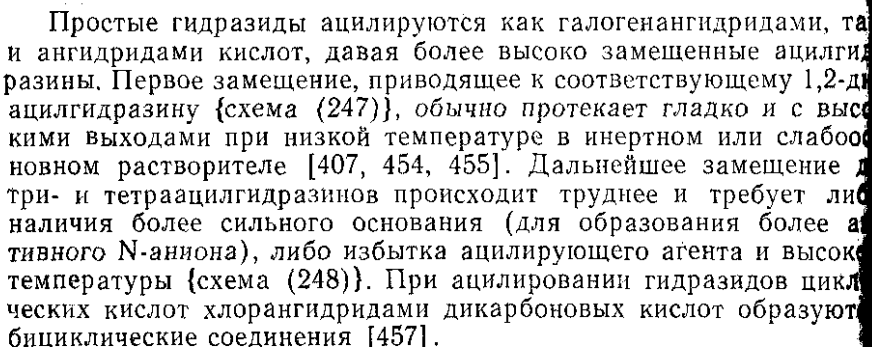 Простые гидразиды ацилируются как галогенангидридами, та
и ангидридами кислот, давая более высоко замещенные ацилги
разины. Первое замещение, приводящее к соответствующему 1,2-д
ацилгидразину {схема (247)}, обычно протекает гладко и с выс
кими выходами при низкой температуре в инертном или слабоо
новном растворителе [407, 454, 455]. Дальнейшее замещение
три- и тетраацилгидразинов происходит труднее и требует ли
наличия более сильного основания (для образования более а
тивного N-аниона), либо избытка ацилирующего агента и высок
температуры {схема (248)}. При ацилировании гидразидов цикл
ческих кислот хлорангидридами дикарбоновых кислот образуют
бициклические соединения [457].